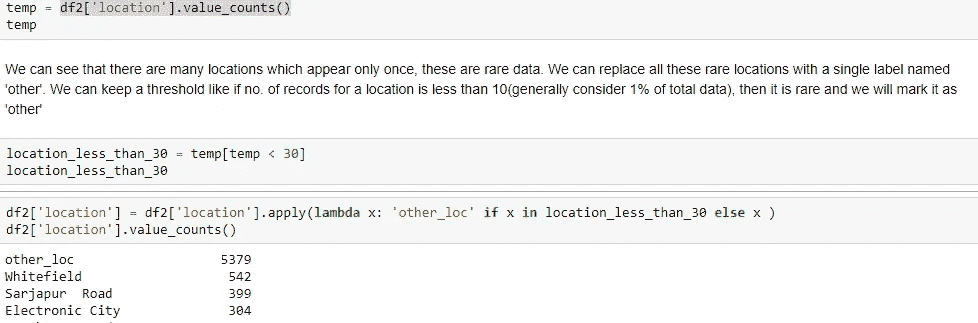 temp = df2['location'].value_counts()
temp
We can see that there are many locations which appear only once, these are rare data. We can replace all these rare locations with a single label named
'other'. We can keep a threshold like if no. of records for a location is less than 10(generally consider 1% of total data), then it is rare and we will mark it as
'other'
location_less_than_30 = temp[temp < 30]
location_less_than_30
df2['location'] = df2['location'].apply(lambda x: 'other_loc' if x in location_less_than_30 else x )
df2['location'].value_counts()
other_loc 5379
Whitefield 542
Sarjapur  Road 399
Electronic City 304